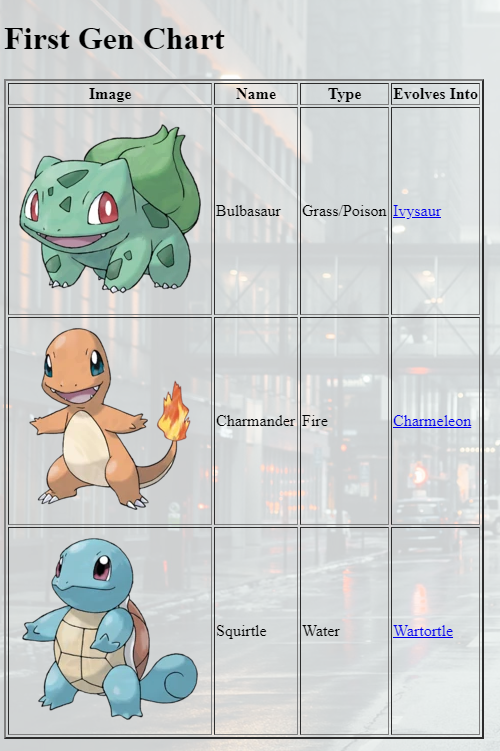 First Gen Chart
Image Name Type Evolves Into
Bulbasaur Grass/Poison Ivysaur
Charmander Fire Charmeleon
Squirtle Water Wartortle